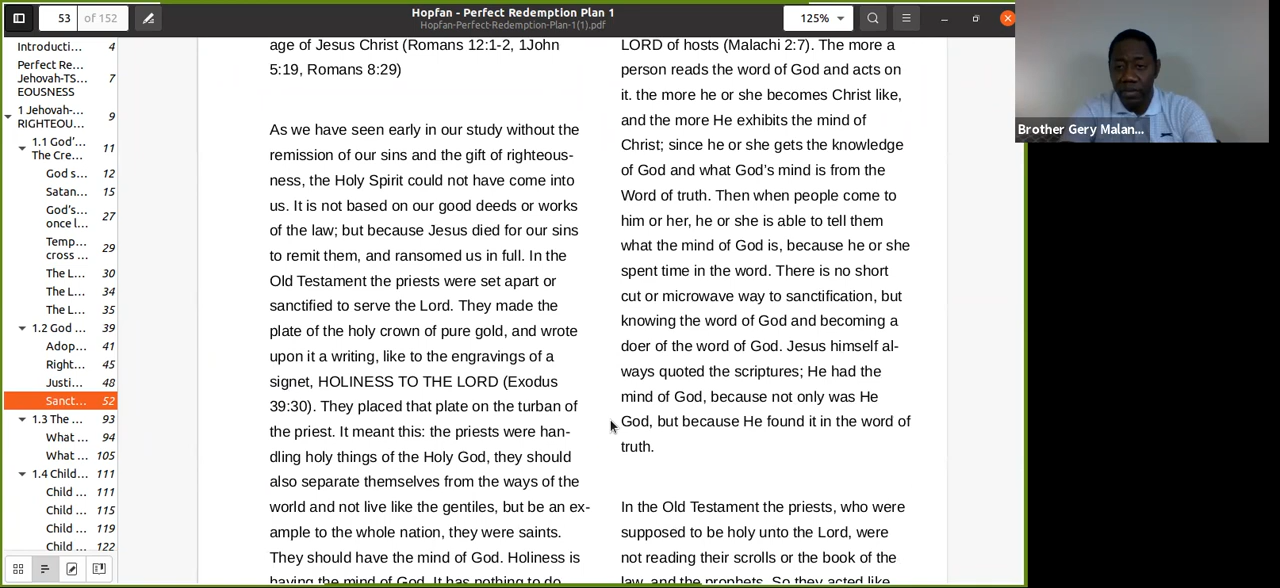 53 of 152
Hopfan - Perfect Redemption Plan 1
Hopfan-Perfect-Redemption-Plan-1(1).pdf
125%
Introducti... 4
Perfect Re...
Jehovah-TS... 7
EOUSNESS
1 Jehovah-... 9
RIGHTEOU...
1.1 God'... 11
The Cre...
God s... 12
Satan... 15
God's... 27
once l...
Temp... 29
cross ...
The L... 30
The L... 34
The L... 35
1.2 God ... 39
Adop... 41
Right... 45
Justi... 48
Sanct... 52
1.3 The ... 93
What ... 94
What ... 105
1.4 Child... 111
Child ... 111
Child ... 115
Child ... 119
Child ... 122
age of Jesus Christ (Romans 12:1-2, 1John
5:19, Romans 8:29)
As we have seen early in our study without the
remission of our sins and the gift of righteous-
ness, the Holy Spirit could not have come into
us. It is not based on our good deeds or works
of the law; but because Jesus died for our sins
to remit them, and ransomed us in full. In the
Old Testament the priests were set apart or
sanctified to serve the Lord. They made the
plate of the holy crown of pure gold, and wrote
upon it a writing, like to the engravings of a
signet, HOLINESS TO THE LORD (Exodus
39:30). They placed that plate on the turban of
the priest. It meant this: the priests were han-
dling holy things of the Holy God, they should
also separate themselves from the ways of the
world and not live like the gentiles, but be an ex-
ample to the whole nation, they were saints.
They should have the mind of God. Holiness is
having the mind of God. It has nothing to do
LORD of hosts (Malachi 2:7). The more a
person reads the word of God and acts on
it. the more he or she becomes Christ like,
and the more He exhibits the mind of
Christ; since he or she gets the knowledge
of God and what God's mind is from the
Word of truth. Then when people come to
him or her, he or she is able to tell them
what the mind of God is, because he or she
spent time in the word. There is no short
cut or microwave way to sanctification, but
knowing the word of God and becoming a
doer of the word of God. Jesus himself al-
ways quoted the scriptures; He had the
mind of God, because not only was He
God, but because He found it in the word of
truth.
In the Old Testament the priests, who were
supposed to be holy unto the Lord, were
not reading their scrolls or the book of the
law, and the prophets. So they acted like
Brother Gery Malan...